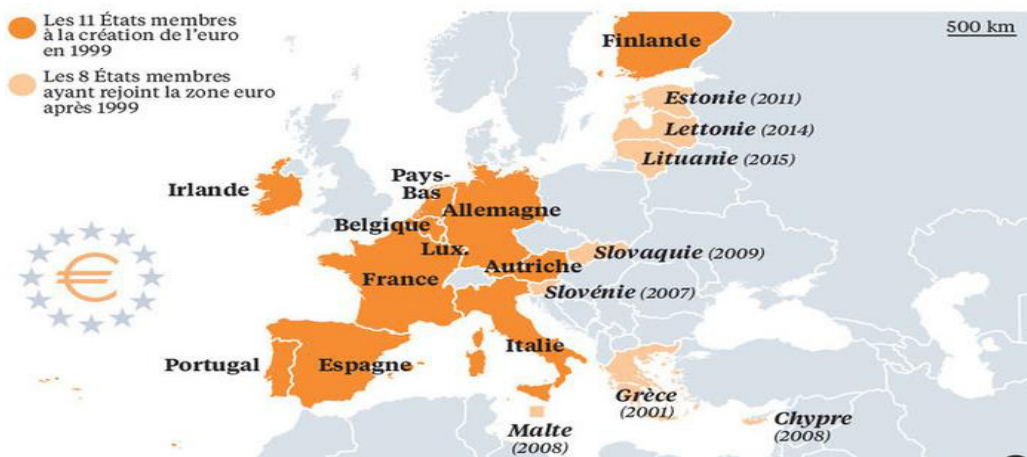 Les 11 États membres
à la création de l'euro
en 1999
Les 8 États membres
ayant rejoint la zone euro
après 1999
500 km
Finlande
Estonie (2011)
Lettonie (2014)
Lituanie (2015)
Irlande
Pays-
Bas
Allemagne
Belgique
Lux.
Slovaquie (2009)
France
Autriche
Slovénie (2007)
€
Portugal
Espagne
Italie
Grèce
(2001)
Malte
(2008)
Chypre
(2008)